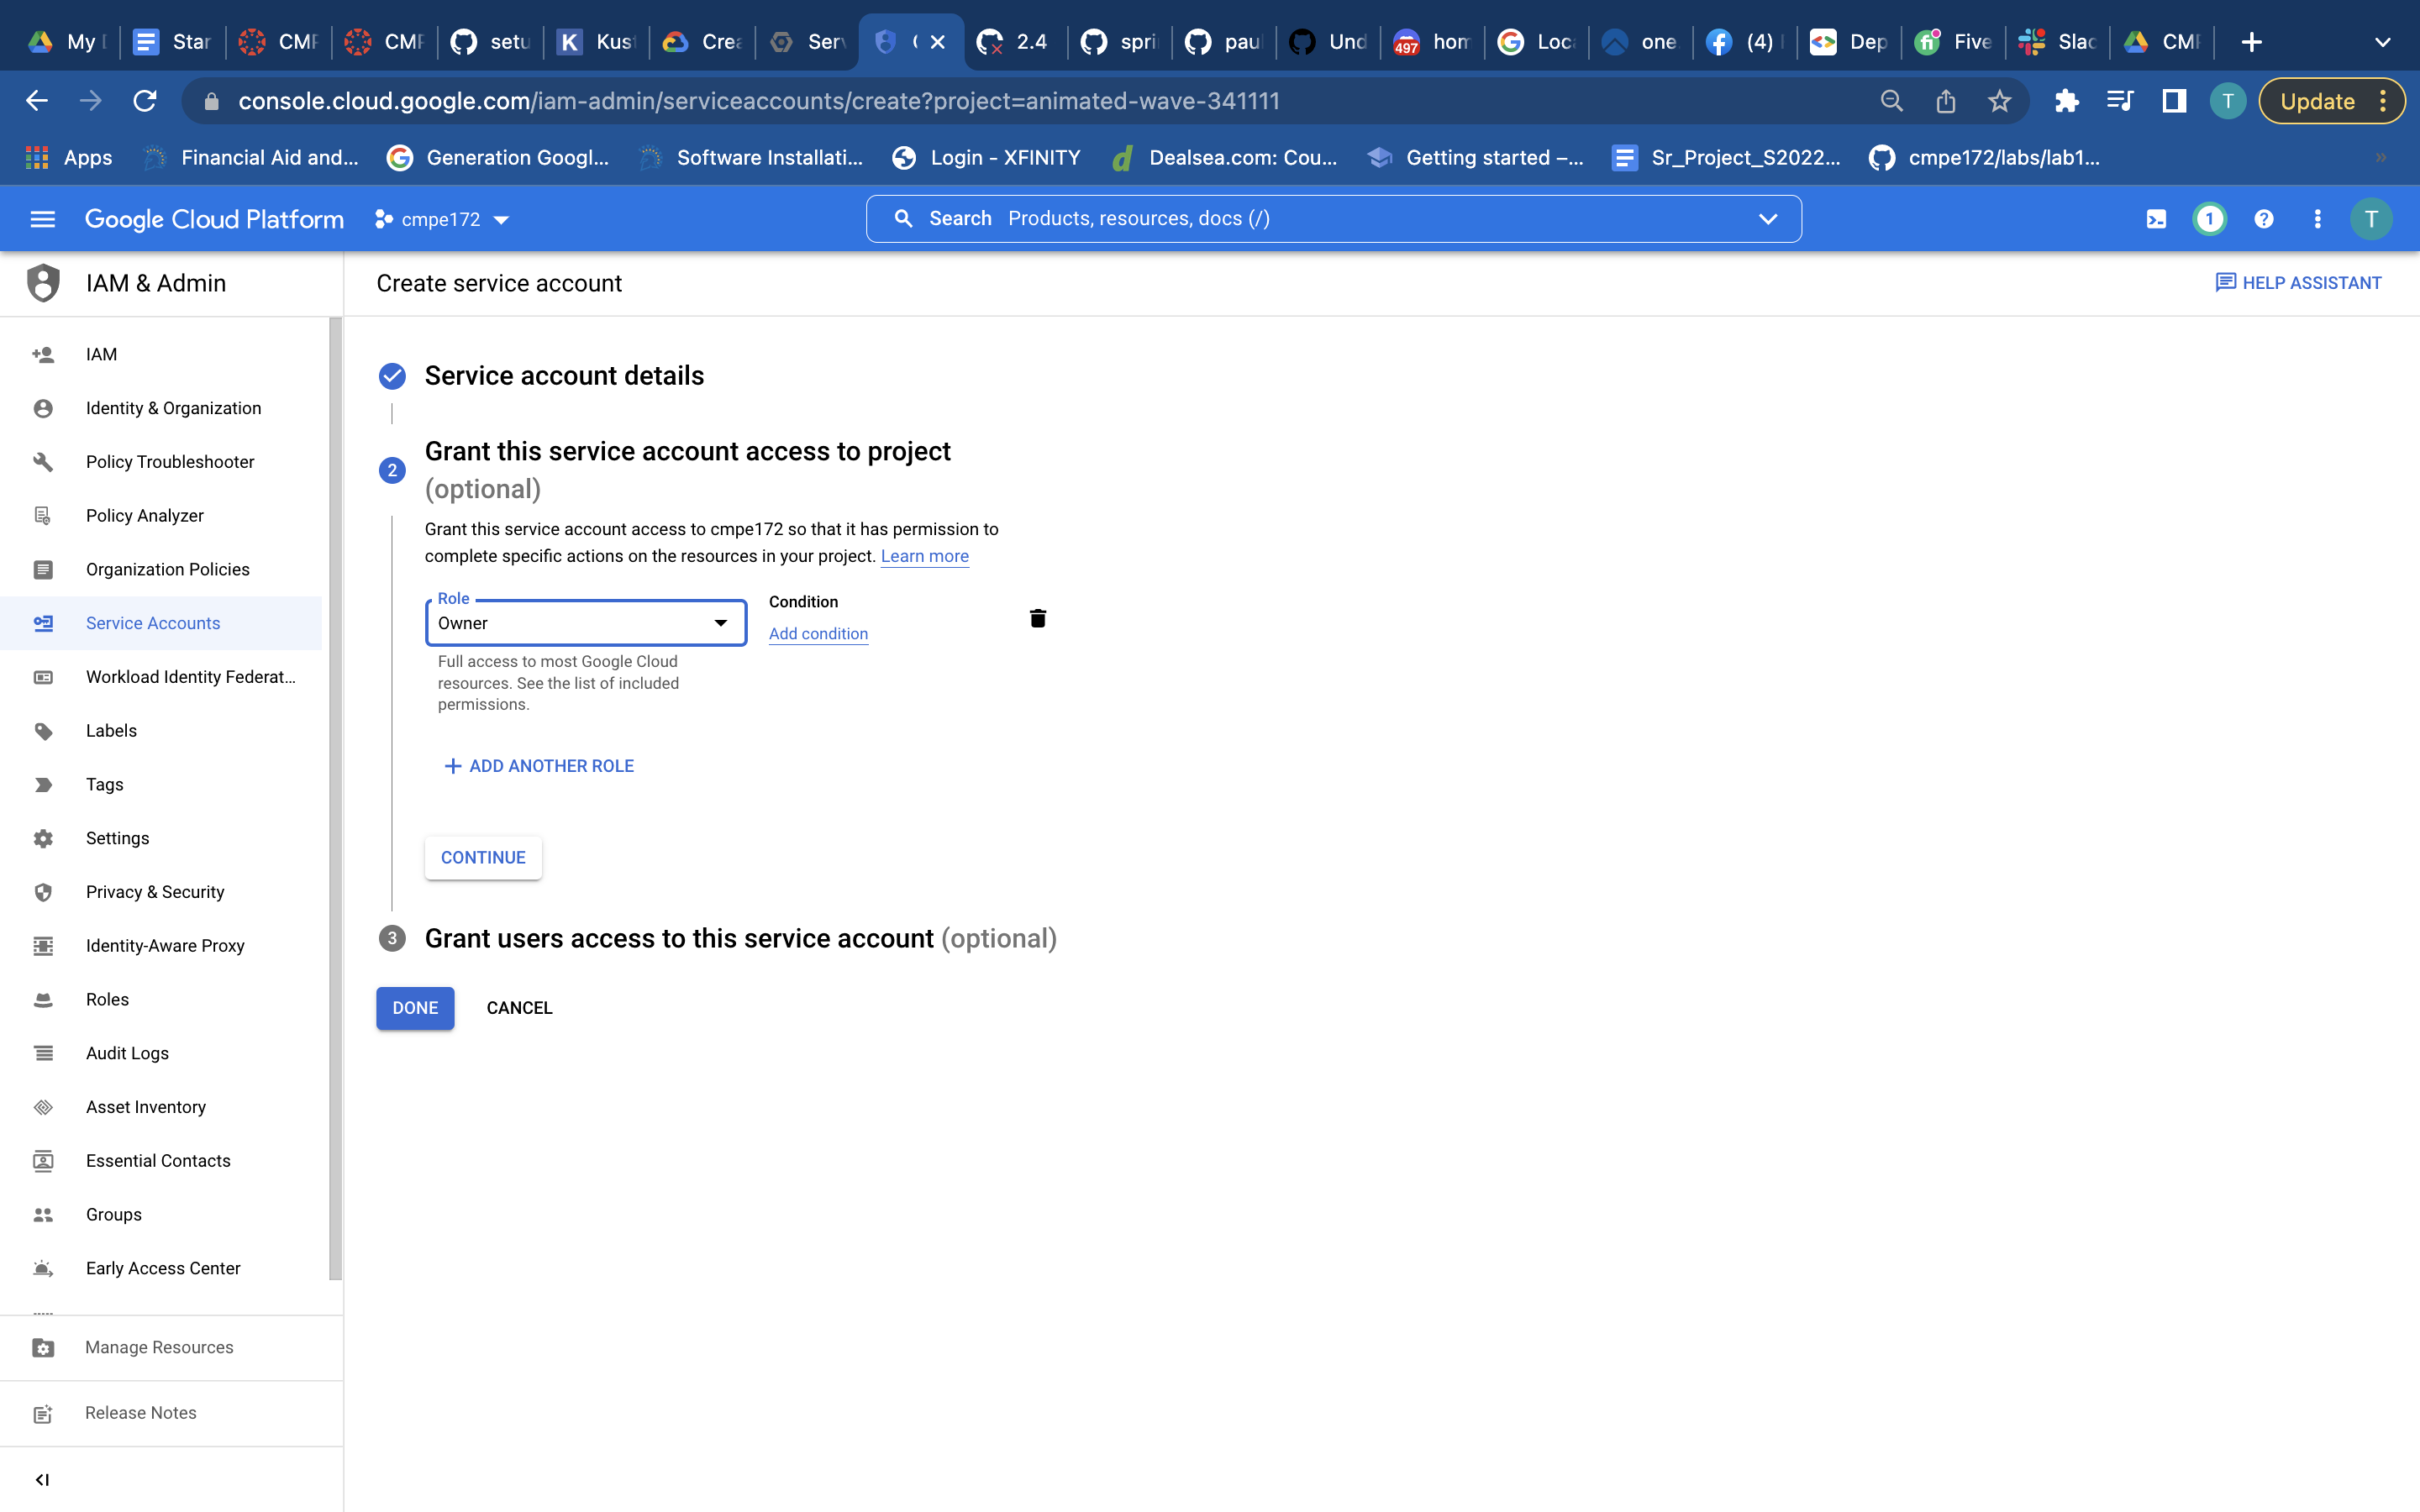 My
Star
CMP
CMP
setu
Kust
Crea
Serv
2.4
spri
pau
Und
497
hom
Loca
one
(4)
Dep
Five
Slac
CMP
console.cloud.google.com/iam-admin/serviceaccounts/create?project=animated-wave-341111
T
Update
Apps
Financial Aid and...
Generation Googl...
Software Installati...
Login - XFINITY
Dealsea.com: Cou...
Getting started –...
Sr_Project_S2022...
cmpe172/labs/lab1...
Google Cloud Platform
cmpe172
Search Products, resources, docs (/)
1
T
IAM & Admin
Create service account
HELP ASSISTANT
IAM
Identity & Organization
Policy Troubleshooter
Policy Analyzer
Organization Policies
Service Accounts
Workload Identity Federat...
Labels
Tags
Settings
Privacy & Security
Identity-Aware Proxy
Roles
Audit Logs
Asset Inventory
Essential Contacts
Groups
Early Access Center
Manage Resources
Release Notes
Service account details
2
Grant this service account access to project
(optional)
Grant this service account access to cmpe172 so that it has permission to
complete specific actions on the resources in your project. Learn more
Role
Owner
Condition
Add condition
Full access to most Google Cloud
resources. See the list of included
permissions.
+ ADD ANOTHER ROLE
CONTINUE
3
Grant users access to this service account (optional)
DONE
CANCEL